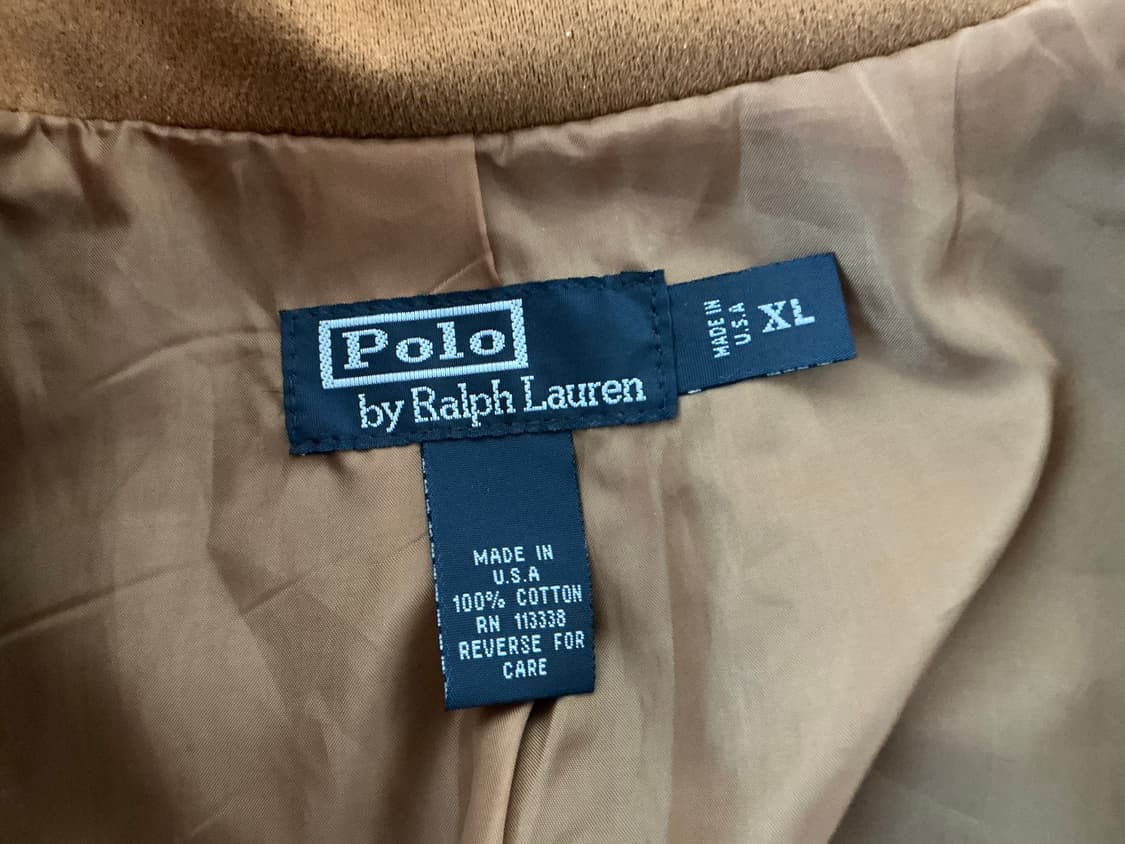 Polo
by Ralph Lauren
MADE IN
U.S.A
XL
MADE IN
U.S.A
100% COTTON
RN 113338
REVERSE FOR
CARE